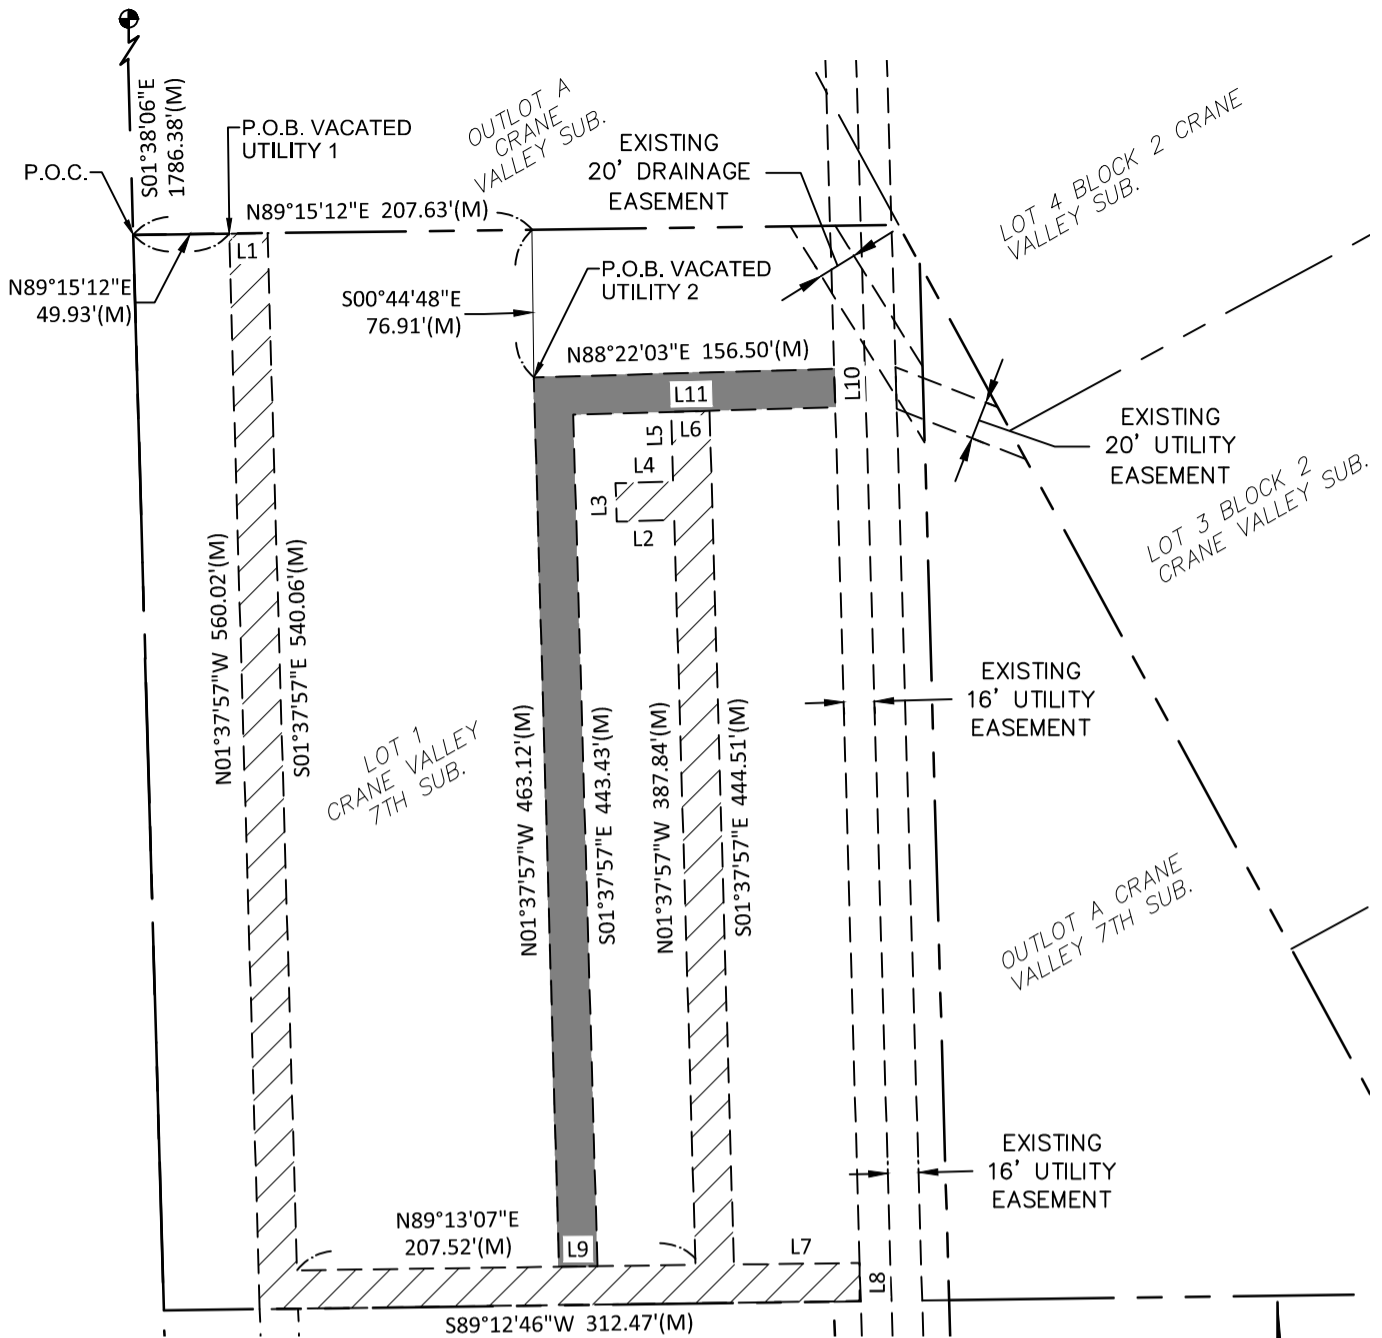 S01°38'06"E
1786.38'(M)
P.O.C.
P.O.B. VACATED
UTILITY 1
OUTLOT A
CRANE
VALLEY SUB.
EXISTING
20' DRAINAGE
EASEMENT
LOT 4 BLOCK 2 CRANE
VALLEY SUB.
N89°15'12"E 207.63'(M)
L1
N89°15'12"E
49.93'(M)
P.O.B. VACATED
UTILITY 2
S00°44'48"E
76.91'(M)
N88°22'03"E 156.50'(M)
L10
L11
L5
L6
L4
L3
L2
EXISTING
20' UTILITY
EASEMENT
LOT 3 BLOCK 2
CRANE VALLEY SUB.
N01°37'57"W 560.02'(M)
S01°37'57"E 540.06'(M)
LOT 1
CRANE VALLEY
7TH SUB.
N01°37'57"W 463.12'(M)
S01°37'57"E 443.43'(M)
N01°37'57"W 387.84'(M)
S01°37'57"E 444.51'(M)
EXISTING
16' UTILITY
EASEMENT
OUTLOT A CRANE
VALLEY 7TH SUB.
EXISTING
16' UTILITY
EASEMENT
N89°13'07"E
207.52'(M)
L9
L7
L8
S89°12'46"W 312.47'(M)